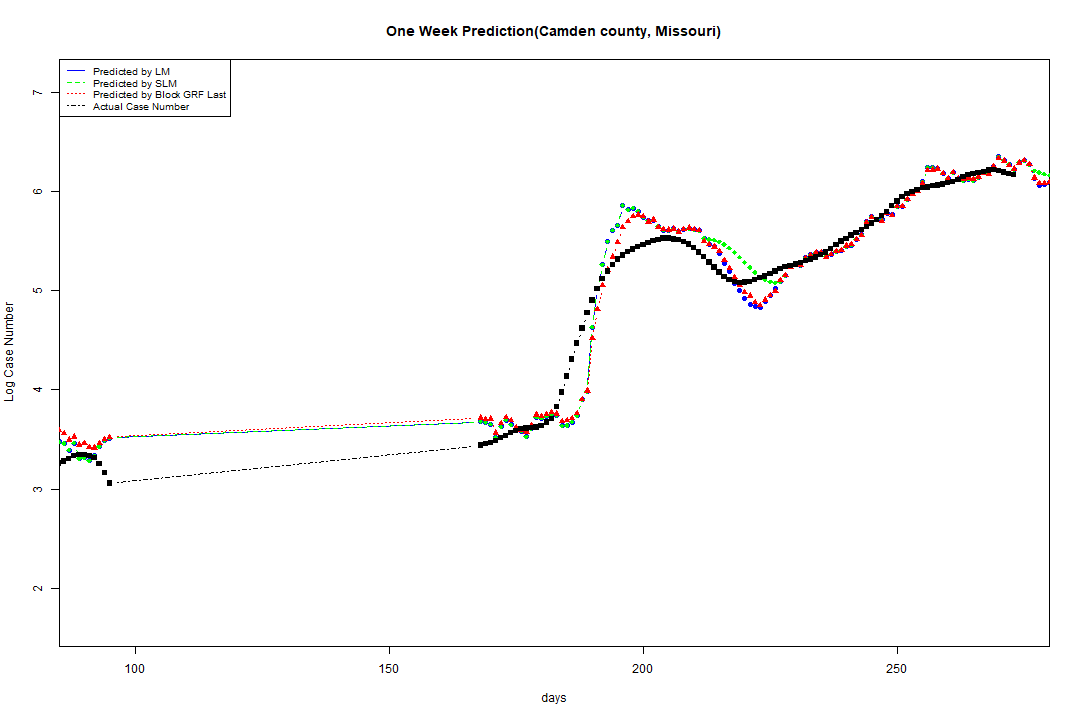 One Week Prediction(Camden county, Missouri)
Predicted by LM
Predicted by SLM
Predicted by Block GRF Last
Actual Case Number
7
6
5
4
3
2
Log Case Number
100 150 200 250
days